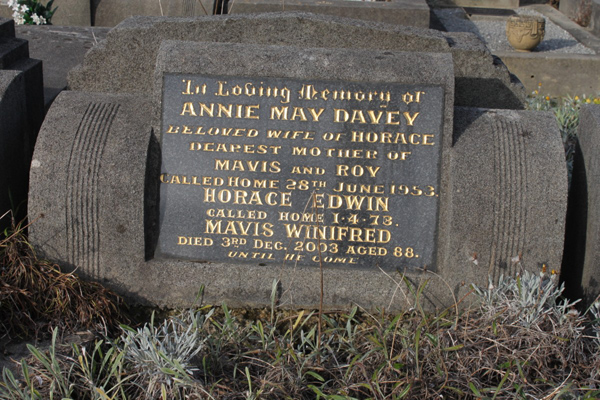 In Loving Memory of
ANNIE MAY DAVEY
BELOVED WIFE OF HORACE
DEAREST MOTHER OF
MAVIS AND ROY
CALLED HOME 28TH JUNE 1953.
HORACE EDWIN
CALLED HOME 1·4·73.
MAVIS WINIFRED
DIED 3RD DEC. 2003 AGED 88.
UNTIL HE COME